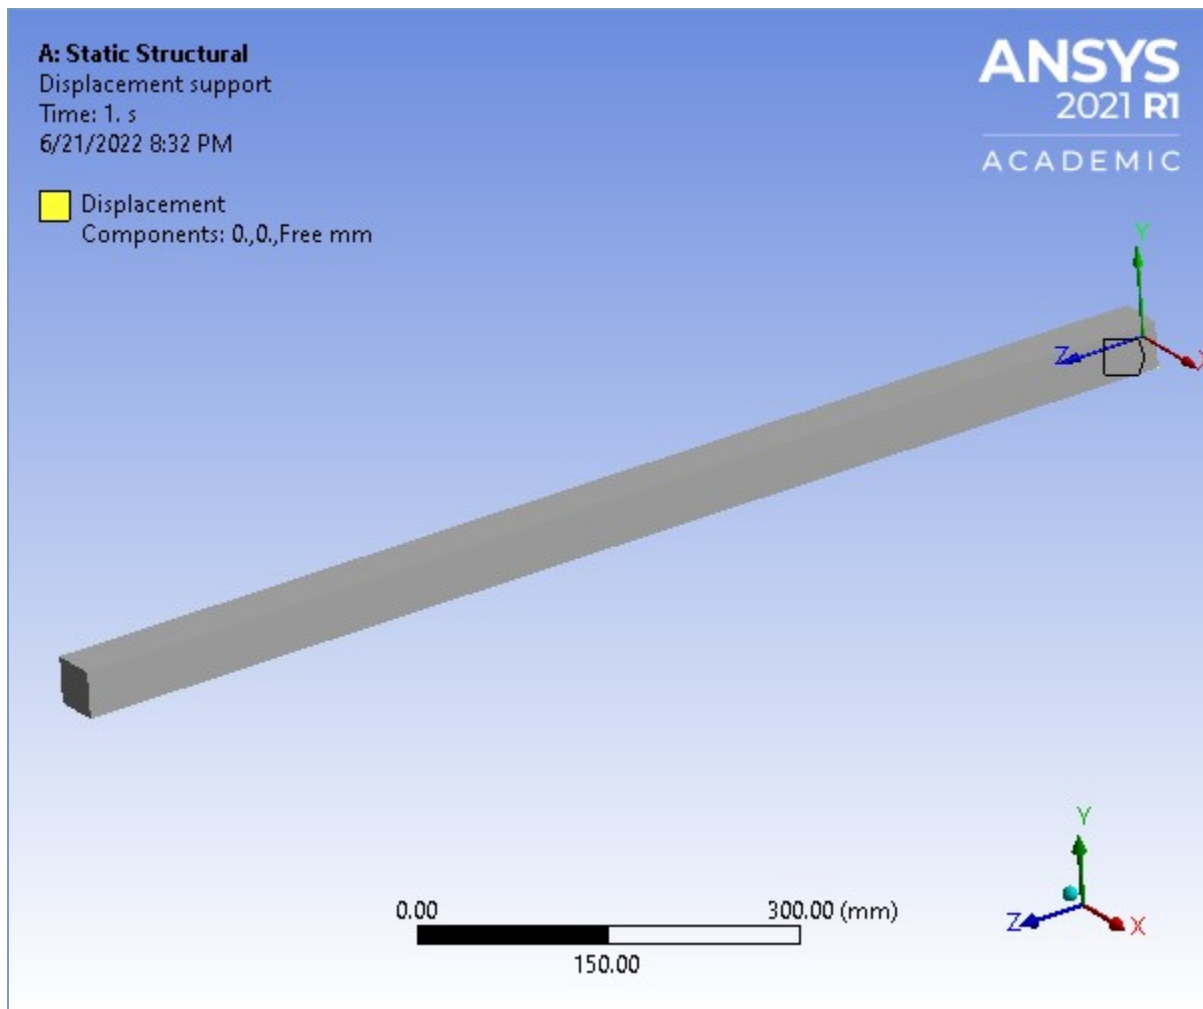 A: Static Structural
Displacement support
Time: 1. s
6/21/2022 8:32 PM
Displacement
Components: 0.,0.,Free mm
ANSYS
2021 R1
ACADEMIC
Y
Z
X
0.00
300.00 (mm)
150.00
Y
Z
X